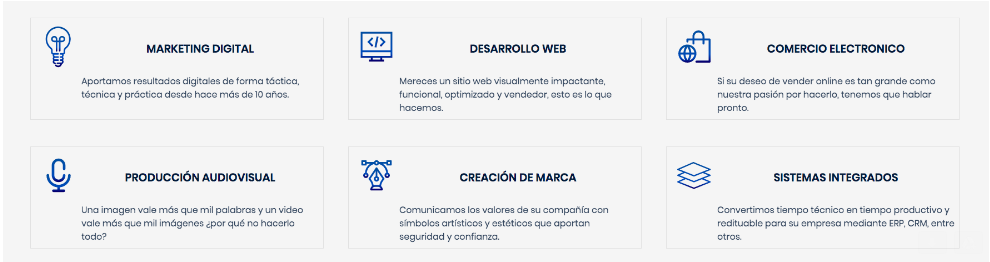 MARKETING DIGITAL
Aportamos resultados digitales de forma táctica,
técnica y práctica desde hace más de 10 años.
</>
DESARROLLO WEB
Mereces un sitio web visualmente impactante,
funcional, optimizado y vendedor, esto es lo que
hacemos.
COMERCIO ELECTRONICO
Si su deseo de vender online es tan grande como
nuestra pasión por hacerlo, tenemos que hablar
pronto.
PRODUCCIÓN AUDIOVISUAL
Una imagen vale más que mil palabras y un video
vale más que mil imágenes ¿por qué no hacerlo
todo?
CREACIÓN DE MARCA
Comunicamos los valores de su compañía con
símbolos artísticos y estéticos que aportan
seguridad y confianza.
SISTEMAS INTEGRADOS
Convertimos tiempo técnico en tiempo productivo y
redituable para su empresa mediante ERP, CRM, entre
otros.